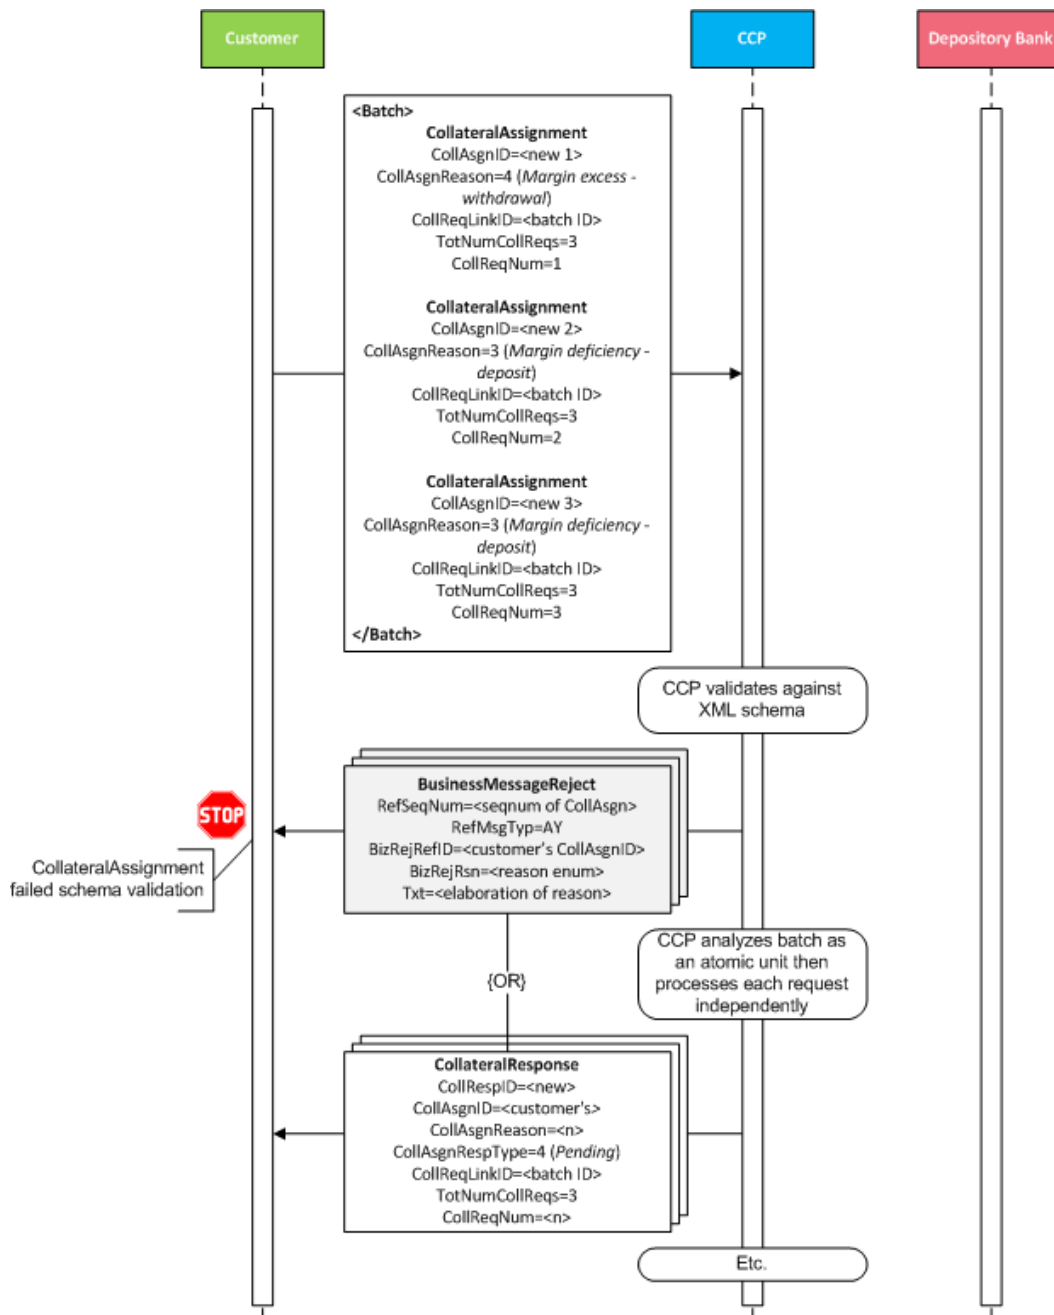 Customer
CCP
Depository Bank
<Batch>
CollateralAssignment
CollAsgnID=<new 1>
CollAsgnReason=4 (Margin excess -
withdrawal)
CollReqLinkID=<batch ID>
TotNumCollReqs=3
CollReqNum=1
CollateralAssignment
CollAsgnID=<new 2>
CollAsgnReason=3 (Margin deficiency -
deposit)
CollReqLinkID=<batch ID>
TotNumCollReqs=3
CollReqNum=2
CollateralAssignment
CollAsgnID=<new 3>
CollAsgnReason=3 (Margin deficiency -
deposit)
CollReqLinkID=<batch ID>
TotNumCollReqs=3
CollReqNum=3
</Batch>
CCP validates against
XML schema
BusinessMessageReject
RefSeqNum=<seqnum of CollAsgn>
RefMsgTyp=AY
BizRejRefID=<customer's CollAsgnID>
BizRejRsn=<reason enum>
Txt=<elaboration of reason>
STOP
CollateralAssignment
failed schema validation
CCP analyzes batch as
an atomic unit then
processes each request
independently
{OR}
CollateralResponse
CollRespID=<new>
CollAsgnID=<customer's>
CollAsgnReason=<n>
CollAsgnRespType=4 (Pending)
CollReqLinkID=<batch ID>
TotNumCollReqs=3
CollReqNum=<n>
Etc.